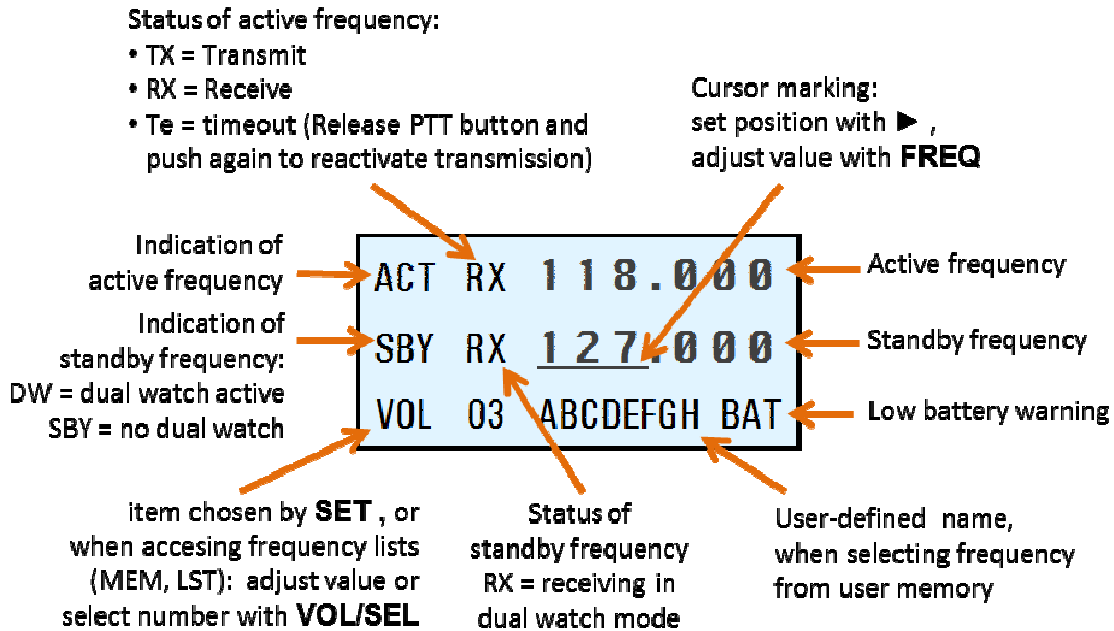 Status of active frequency:
• TX = Transmit
• RX = Receive
• Te = timeout (Release PTT button and
push again to reactivate transmission)
Cursor marking:
set position with ► ,
adjust value with FREQ
Indication of
active frequency
ACT RX 118.000
Active frequency
Indication of
standby frequency:
DW = dual watch active
SBY = no dual watch
SBY RX 127.000
Standby frequency
VOL 03 ABCDEFGH BAT
Low battery warning
item chosen by SET , or
when accesing frequency lists
(MEM, LST): adjust value or
select number with VOL/SEL
Status of
standby frequency
RX = receiving in
dual watch mode
User-defined name,
when selecting frequency
from user memory